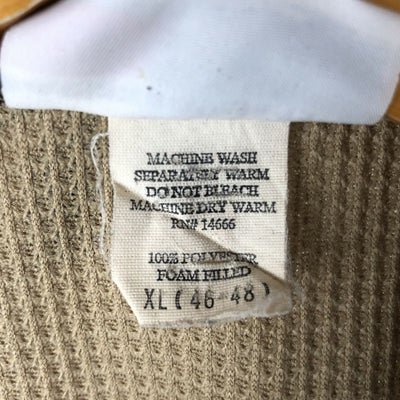 MACHINE WASH
SEPARATELY WARM
DO NOT BLEACH
MACHINE DRY WARM
RN# 14666
100% POLYESTER
FOAM FILLED
XL (46-48)